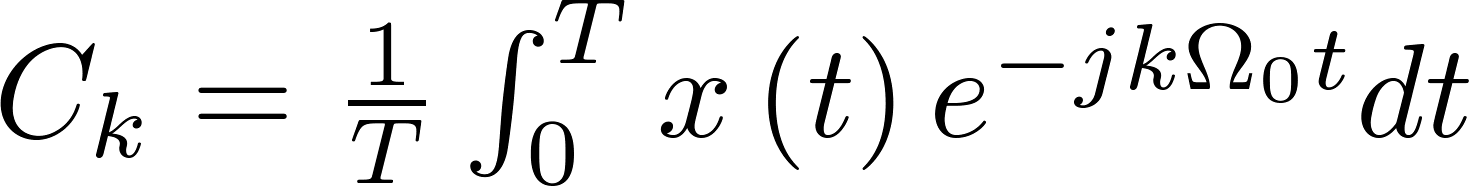 $C_k = \frac{1}{T} \int_0^T x(t) e^{-jk\Omega_0 t} dt$